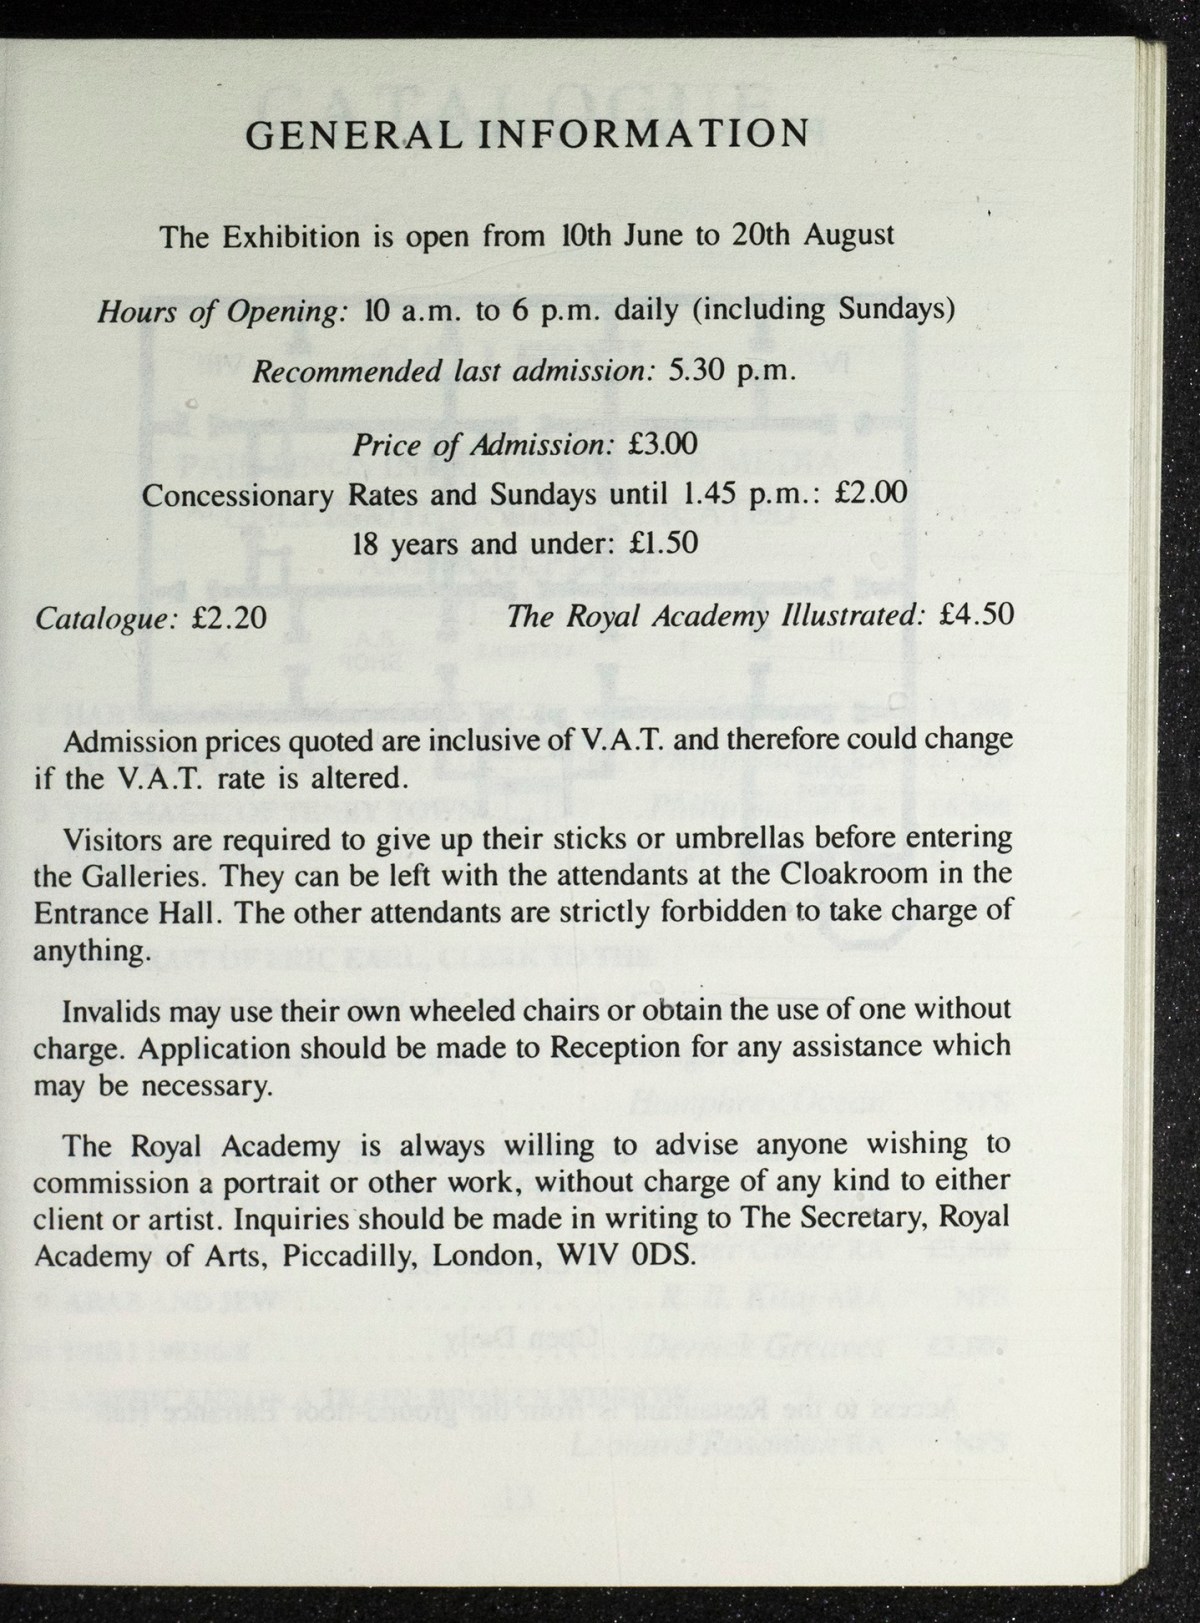 GENERAL INFORMATION
The Exhibition is open from 10th June to 20th August
Hours of Opening: 10 a.m. to 6 p.m. daily (including Sundays)
Recommended last admission: 5.30 p.m.
Price of Admission: £3.00
Concessionary Rates and Sundays until 1.45 p.m.: £2.00
18 years and under: £1.50
Catalogue: £2.20 The Royal Academy Illustrated: £4.50
Admission prices quoted are inclusive of V.A.T. and therefore could change
if the V.A.T. rate is altered.
Visitors are required to give up their sticks or umbrellas before entering
the Galleries. They can be left with the attendants at the Cloakroom in the
Entrance Hall. The other attendants are strictly forbidden to take charge of
anything.
Invalids may use their own wheeled chairs or obtain the use of one without
charge. Application should be made to Reception for any assistance which
may be necessary.
The Royal Academy is always willing to advise anyone wishing to
commission a portrait or other work, without charge of any kind to either
client or artist. Inquiries should be made in writing to The Secretary, Royal
Academy of Arts, Piccadilly, London, W1V 0DS.